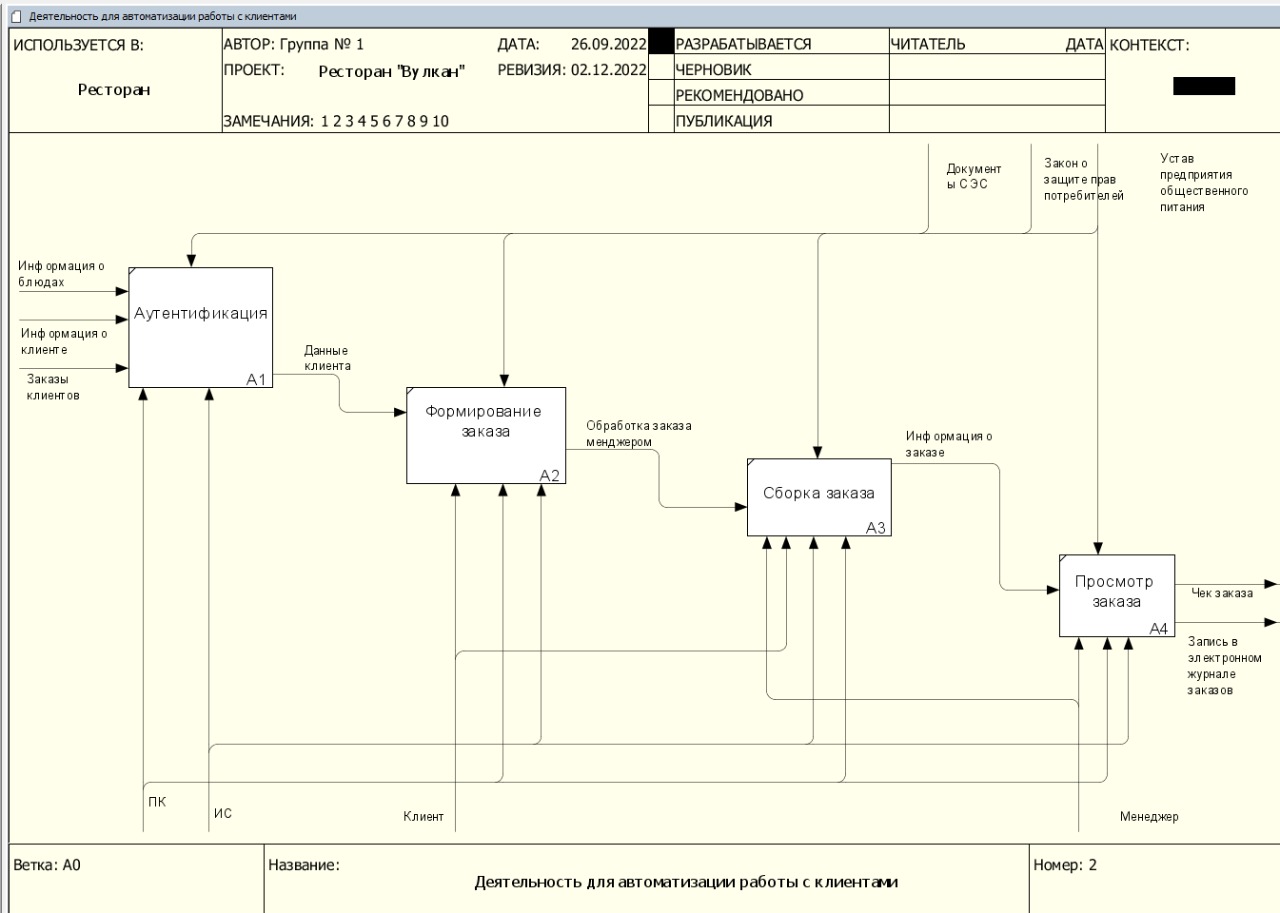 Деятельность для автоматизации работы с клиентами
ИСПОЛЬЗУЕТСЯ В:
Ресторан
АВТОР: Группа № 1
ДАТА: 26.09.2022
ПРОЕКТ: Ресторан "Вулкан"
РЕВИЗИЯ: 02.12.2022
ЗАМЕЧАНИЯ: 1 2 3 4 5 6 7 8 9 10
РАЗРАБАТЫВАЕТСЯ
ЧЕРНОВИК
РЕКОМЕНДОВАНО
ПУБЛИКАЦИЯ
ЧИТАТЕЛЬ
ДАТА
КОНТЕКСТ:
Документ
ы СЭС
Закон о
защите прав
потребителей
Устав
предприятия
общественного
питания
Информация о
блюдах
Информация о
клиенте
Заказы
клиентов
Аутентификация
A1
Данные
клиента
Формирование
заказа
A2
Обработка заказа
менджером
Сборка заказа
A3
Информация о
заказе
Просмотр
заказа
A4
Чек заказа
Запись в
электронном
журнале
заказов
ПК
ИС
Клиент
Менеджер
Ветка: A0
Название:
Деятельность для автоматизации работы с клиентами
Номер: 2